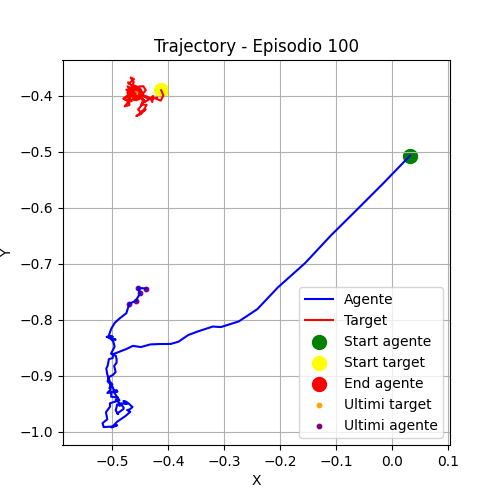 Trajectory - Episodio 100
Y
−0.4
−0.5
−0.6
−0.7
−0.8
−0.9
−1.0
Agente
Target
Start agente
Start target
End agente
Ultimi target
Ultimi agente
−0.5 −0.4 −0.3 −0.2 −0.1 0.0 0.1
X